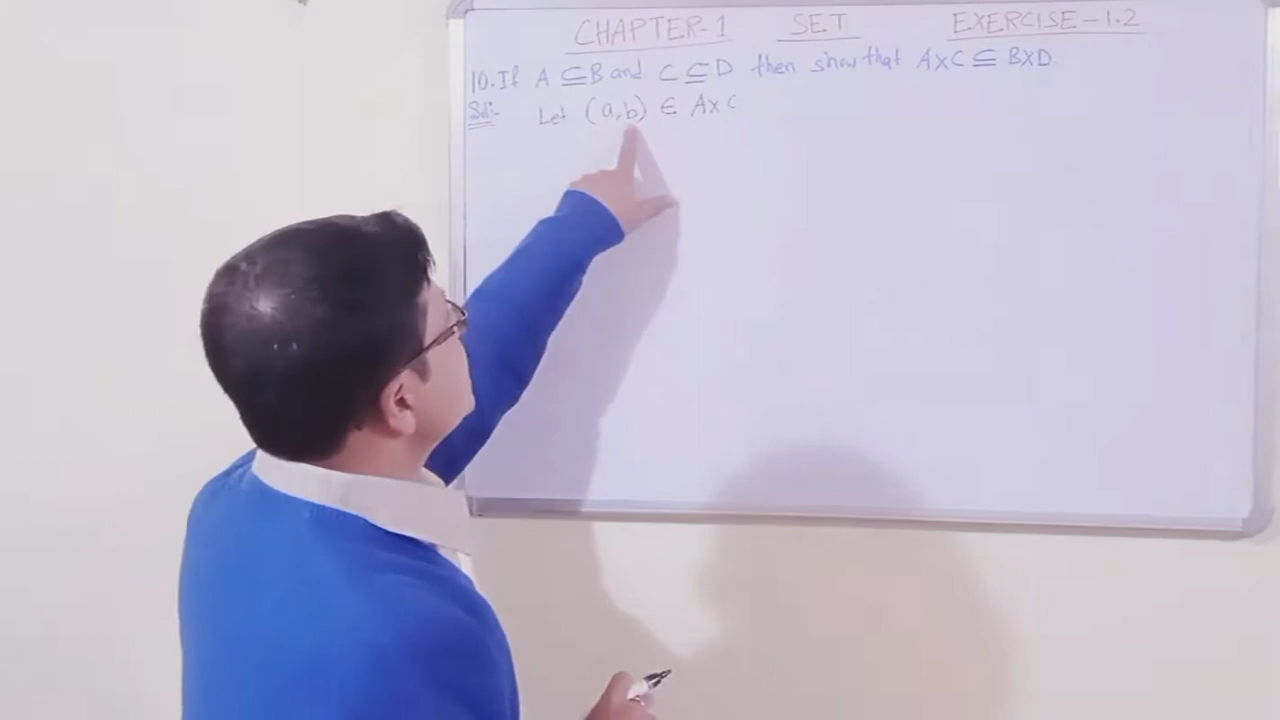 CHAPTER-1 SET EXERCISE-1.2
10. If A ⊆ B and C ⊆ D then show that A×C ⊆ B×D
Sol:- Let (a,b) ∈ A×C